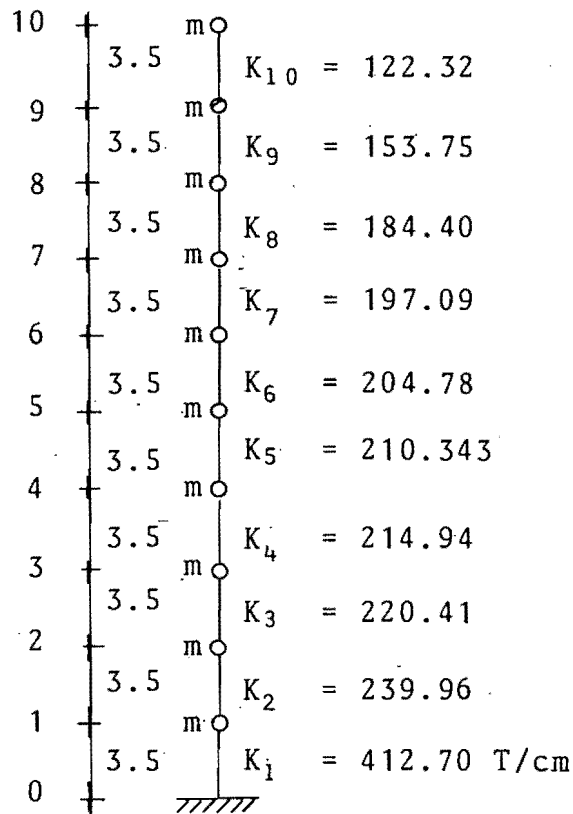 10 m
3.5 K10 = 122.32
9 m
3.5 K9 = 153.75
8 m
3.5 K8 = 184.40
7 m
3.5 K7 = 197.09
6 m
3.5 K6 = 204.78
5
3.5 K5 = 210.343
4 m
3.5 K4 = 214.94
3 m
3.5 K3 = 220.41
2 m
3.5 K2 = 239.96
1 m
3.5 K1 = 412.70 T/cm
0